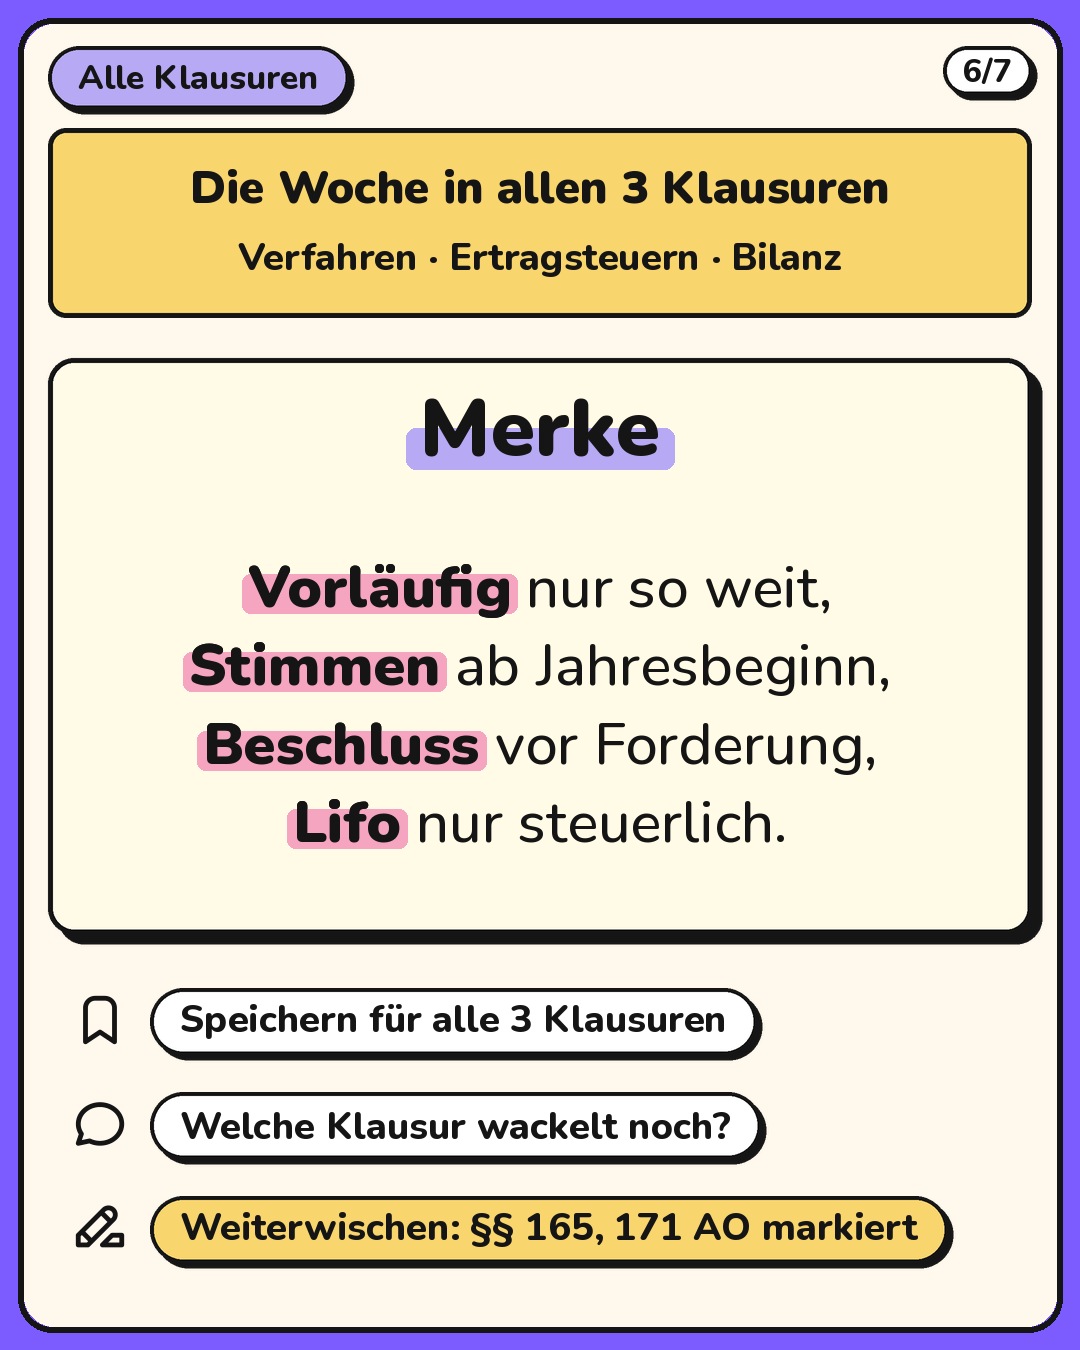 Alle Klausuren
6/7
Die Woche in allen 3 Klausuren
Verfahren · Ertragsteuern · Bilanz
Merke
Vorläufig nur so weit,
Stimmen ab Jahresbeginn,
Beschluss vor Forderung,
Lifo nur steuerlich.
Speichern für alle 3 Klausuren
Welche Klausur wackelt noch?
Weiterwischen: §§ 165, 171 AO markiert